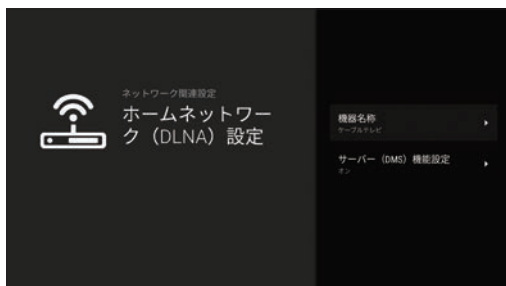 ネットワーク関連設定
ホームネットワー
ク（DLNA）設定
機器名称
ケーブルテレビ
サーバー（DMS）機能設定
オン